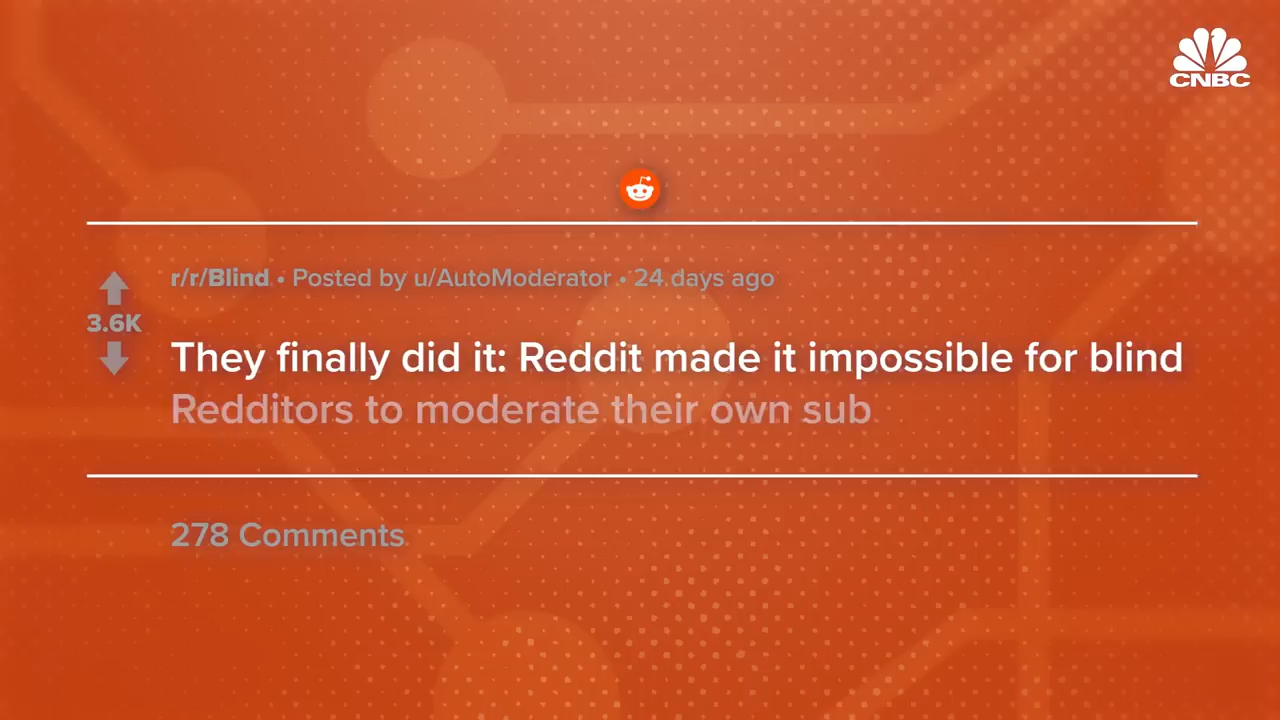 CNBC
r/r/Blind • Posted by u/AutoModerator • 24 days ago
3.6K
They finally did it: Reddit made it impossible for blind
Redditors to moderate their own sub
278 Comments